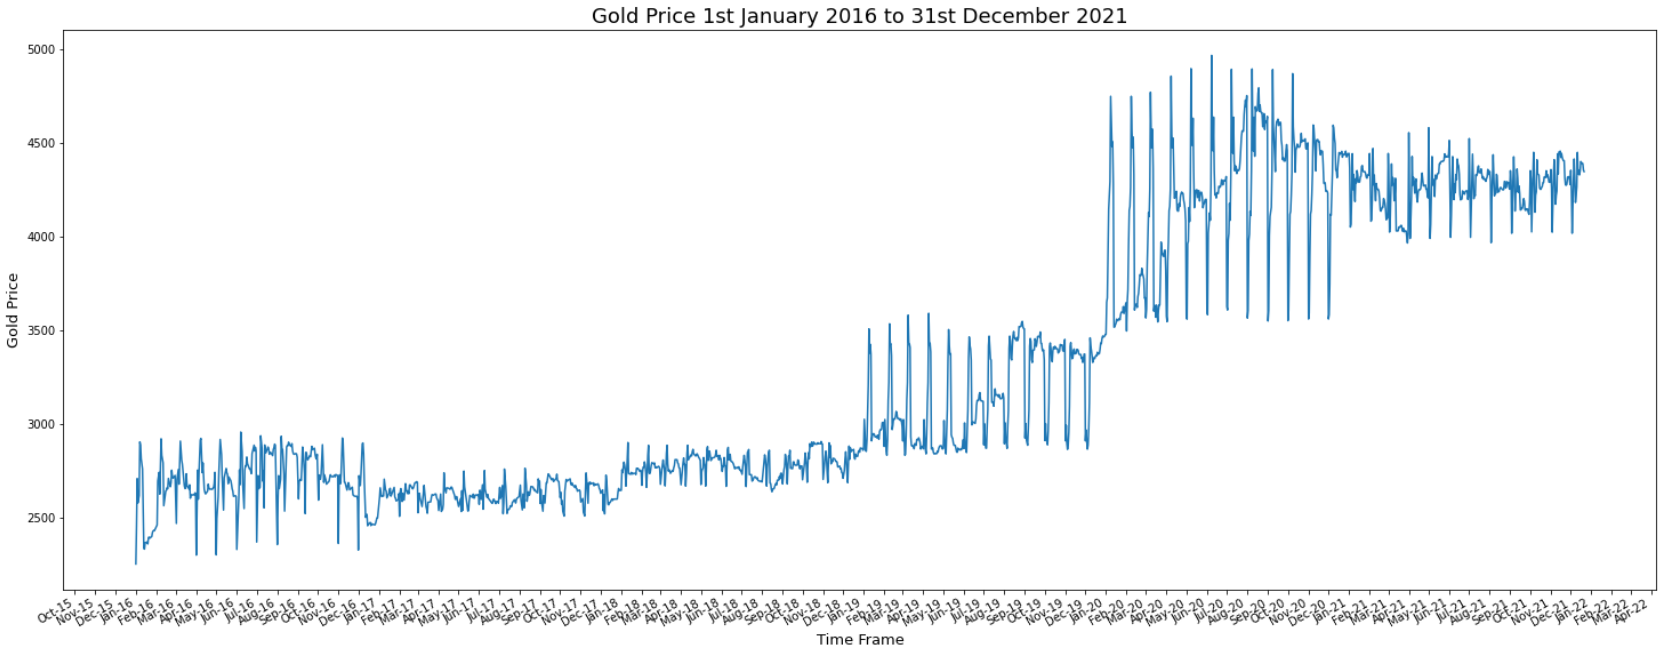 Gold Price 1st January 2016 to 31st December 2021
5000
4500
4000
3500
3000
2500
Gold Price
Oct-15
Nov-15
Dec-15
Jan-16
Feb-16
Mar-16
Apr-16
May-16
Jun-16
Jul-16
Aug-16
Sep-16
Oct-16
Nov-16
Dec-16
Jan-17
Feb-17
Mar-17
Apr-17
May-17
Jun-17
Jul-17
Aug-17
Sep-17
Oct-17
Nov-17
Dec-17
Jan-18
Feb-18
Mar-18
Apr-18
May-18
Jun-18
Jul-18
Aug-18
Sep-18
Oct-18
Nov-18
Dec-18
Jan-19
Feb-19
Mar-19
Apr-19
May-19
Jun-19
Jul-19
Aug-19
Sep-19
Oct-19
Nov-19
Dec-19
Jan-20
Feb-20
Mar-20
Apr-20
May-20
Jun-20
Jul-20
Aug-20
Sep-20
Oct-20
Nov-20
Dec-20
Jan-21
Feb-21
Mar-21
Apr-21
May-21
Jun-21
Jul-21
Aug-21
Sep-21
Oct-21
Nov-21
Dec-21
Jan-22
Feb-22
Mar-22
Apr-22
Time Frame